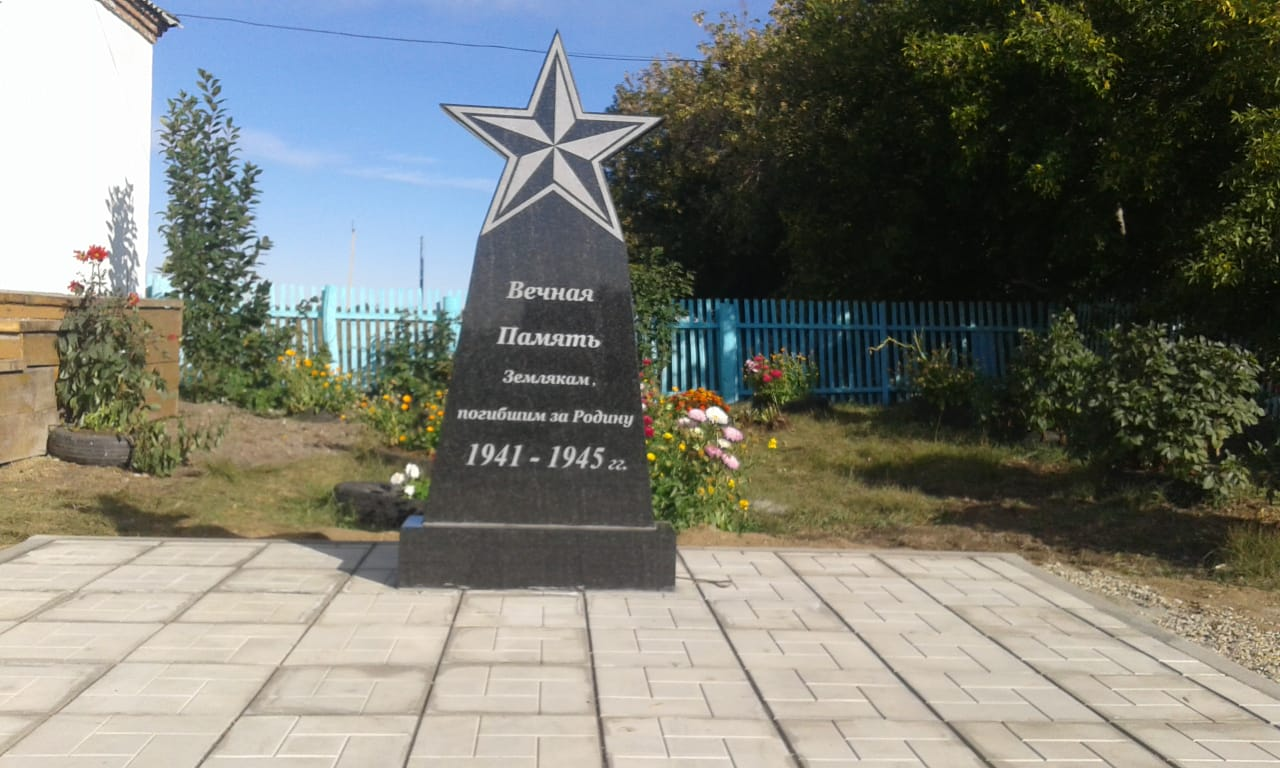 Вечная
Память
Землякам,
погибшим за Родину
1941 - 1945 гг.